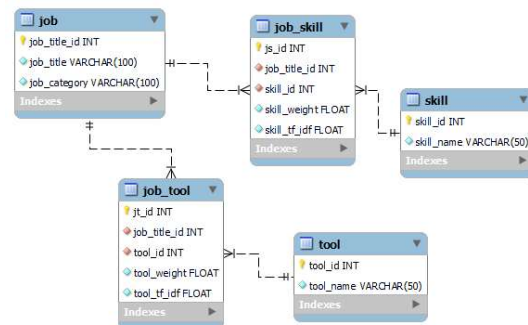 job
job_title_id INT
job_title VARCHAR(100)
job_category VARCHAR(100)
Indexes
job_skill
js_id INT
job_title_id INT
skill_id INT
skill_weight FLOAT
skill_tf_idf FLOAT
Indexes
skill
skill_id INT
skill_name VARCHAR(50)
Indexes
job_tool
jt_id INT
job_title_id INT
tool_id INT
tool_weight FLOAT
tool_tf_idf FLOAT
Indexes
tool
tool_id INT
tool_name VARCHAR(50)
Indexes